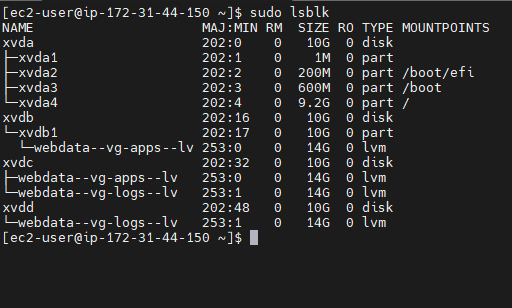 [ec2-user@ip-172-31-44-150 ~]$ sudo lsblk
NAME                      MAJ:MIN RM  SIZE RO TYPE MOUNTPOINTS
xvda                      202:0    0   10G  0 disk
├─xvda1                   202:1    0    1M  0 part
├─xvda2                   202:2    0  200M  0 part /boot/efi
├─xvda3                   202:3    0  600M  0 part /boot
└─xvda4                   202:4    0  9.2G  0 part /
xvdb                      202:16   0   10G  0 disk
└─xvdb1                   202:17   0   10G  0 part
  └─webdata--vg-apps--lv 253:0    0   14G  0 lvm
xvdc                      202:32   0   10G  0 disk
├─webdata--vg-apps--lv   253:0    0   14G  0 lvm
└─webdata--vg-logs--lv   253:1    0   14G  0 lvm
xvdd                      202:48   0   10G  0 disk
└─webdata--vg-logs--lv   253:1    0   14G  0 lvm
[ec2-user@ip-172-31-44-150 ~]$